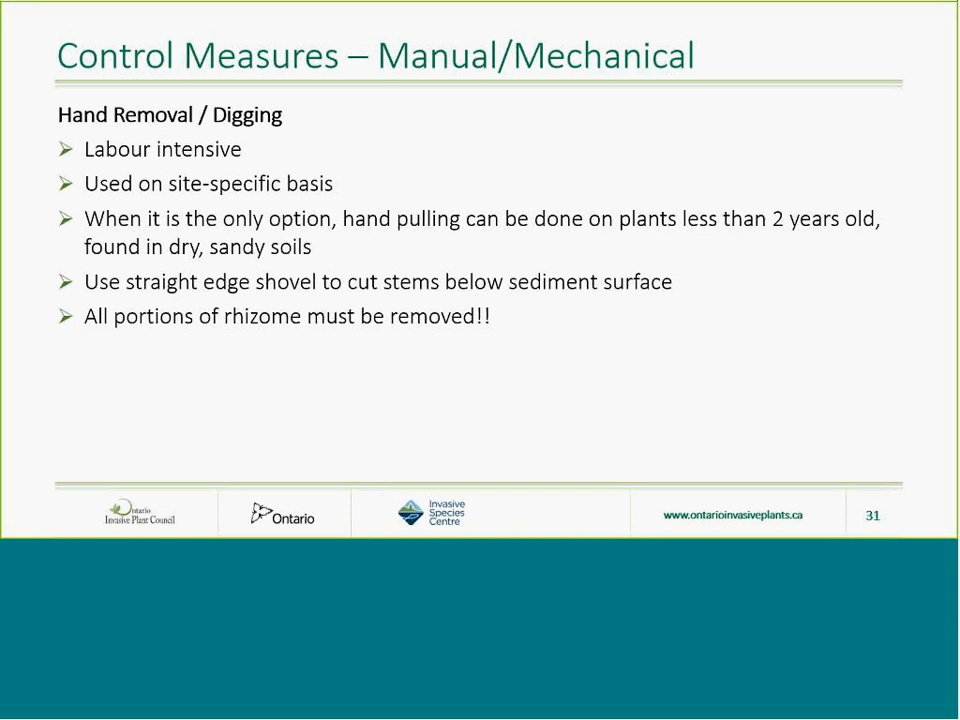 Control Measures – Manual/Mechanical
Hand Removal / Digging
➢ Labour intensive
➢ Used on site-specific basis
➢ When it is the only option, hand pulling can be done on plants less than 2 years old,
found in dry, sandy soils
➢ Use straight edge shovel to cut stems below sediment surface
➢ All portions of rhizome must be removed!!
Ontario
Invasive Plant Council
Ontario
Invasive
Species
Centre
www.ontarioinvasiveplants.ca
31